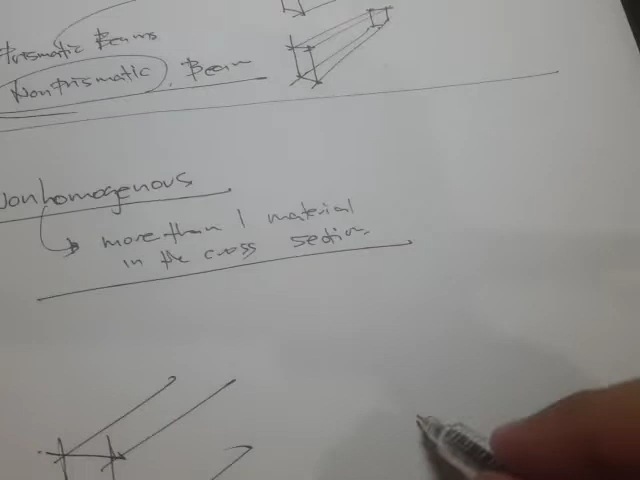 Prismatic Beams
Nonprismatic. Beam
Nonhomogenous
more than 1 material
in the cross section.